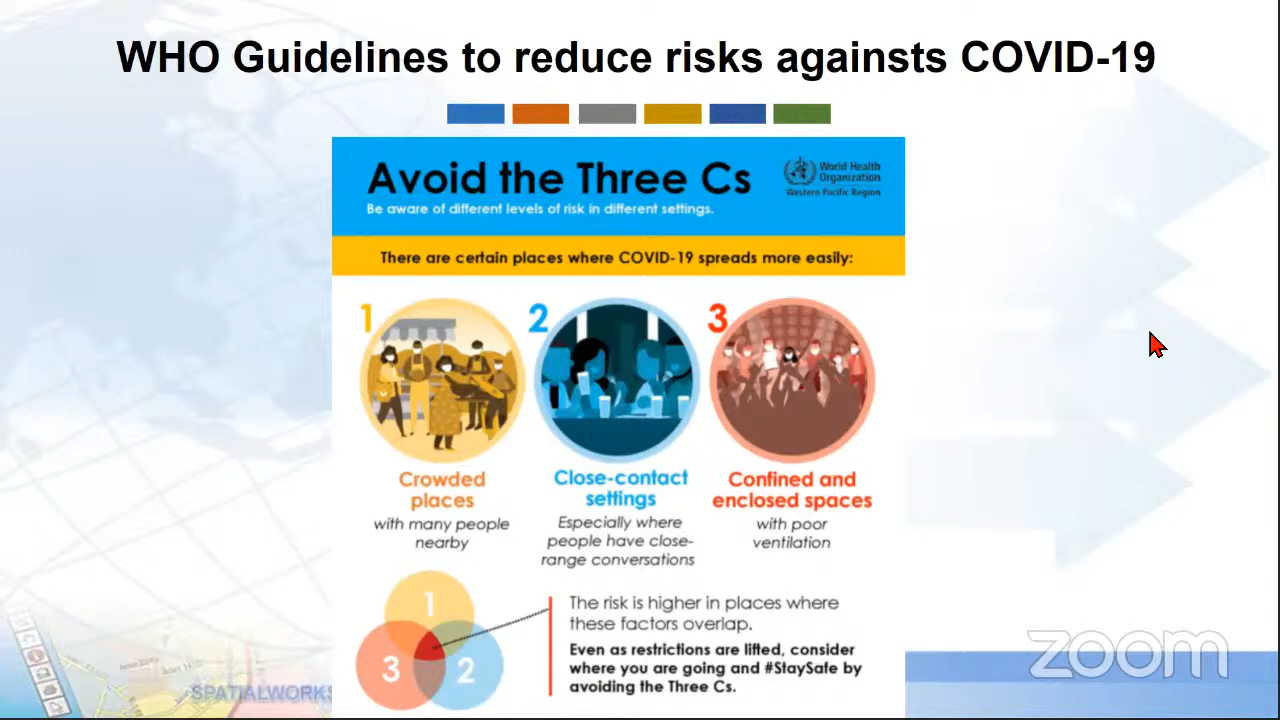 WHO Guidelines to reduce risks againsts COVID-19
Avoid the Three Cs
Be aware of different levels of risk in different settings.
World Health
Organization
Western Pacific Region
There are certain places where COVID-19 spreads more easily:
1
2
3
Crowded
places
with many people
nearby
Close-contact
settings
Especially where
people have close-
range conversations
Confined and
enclosed spaces
with poor
ventilation
1
3
2
The risk is higher in places where
these factors overlap.
Even as restrictions are lifted, consider
where you are going and #StaySafe by
avoiding the Three Cs.
SPATIALWORKS
zoom